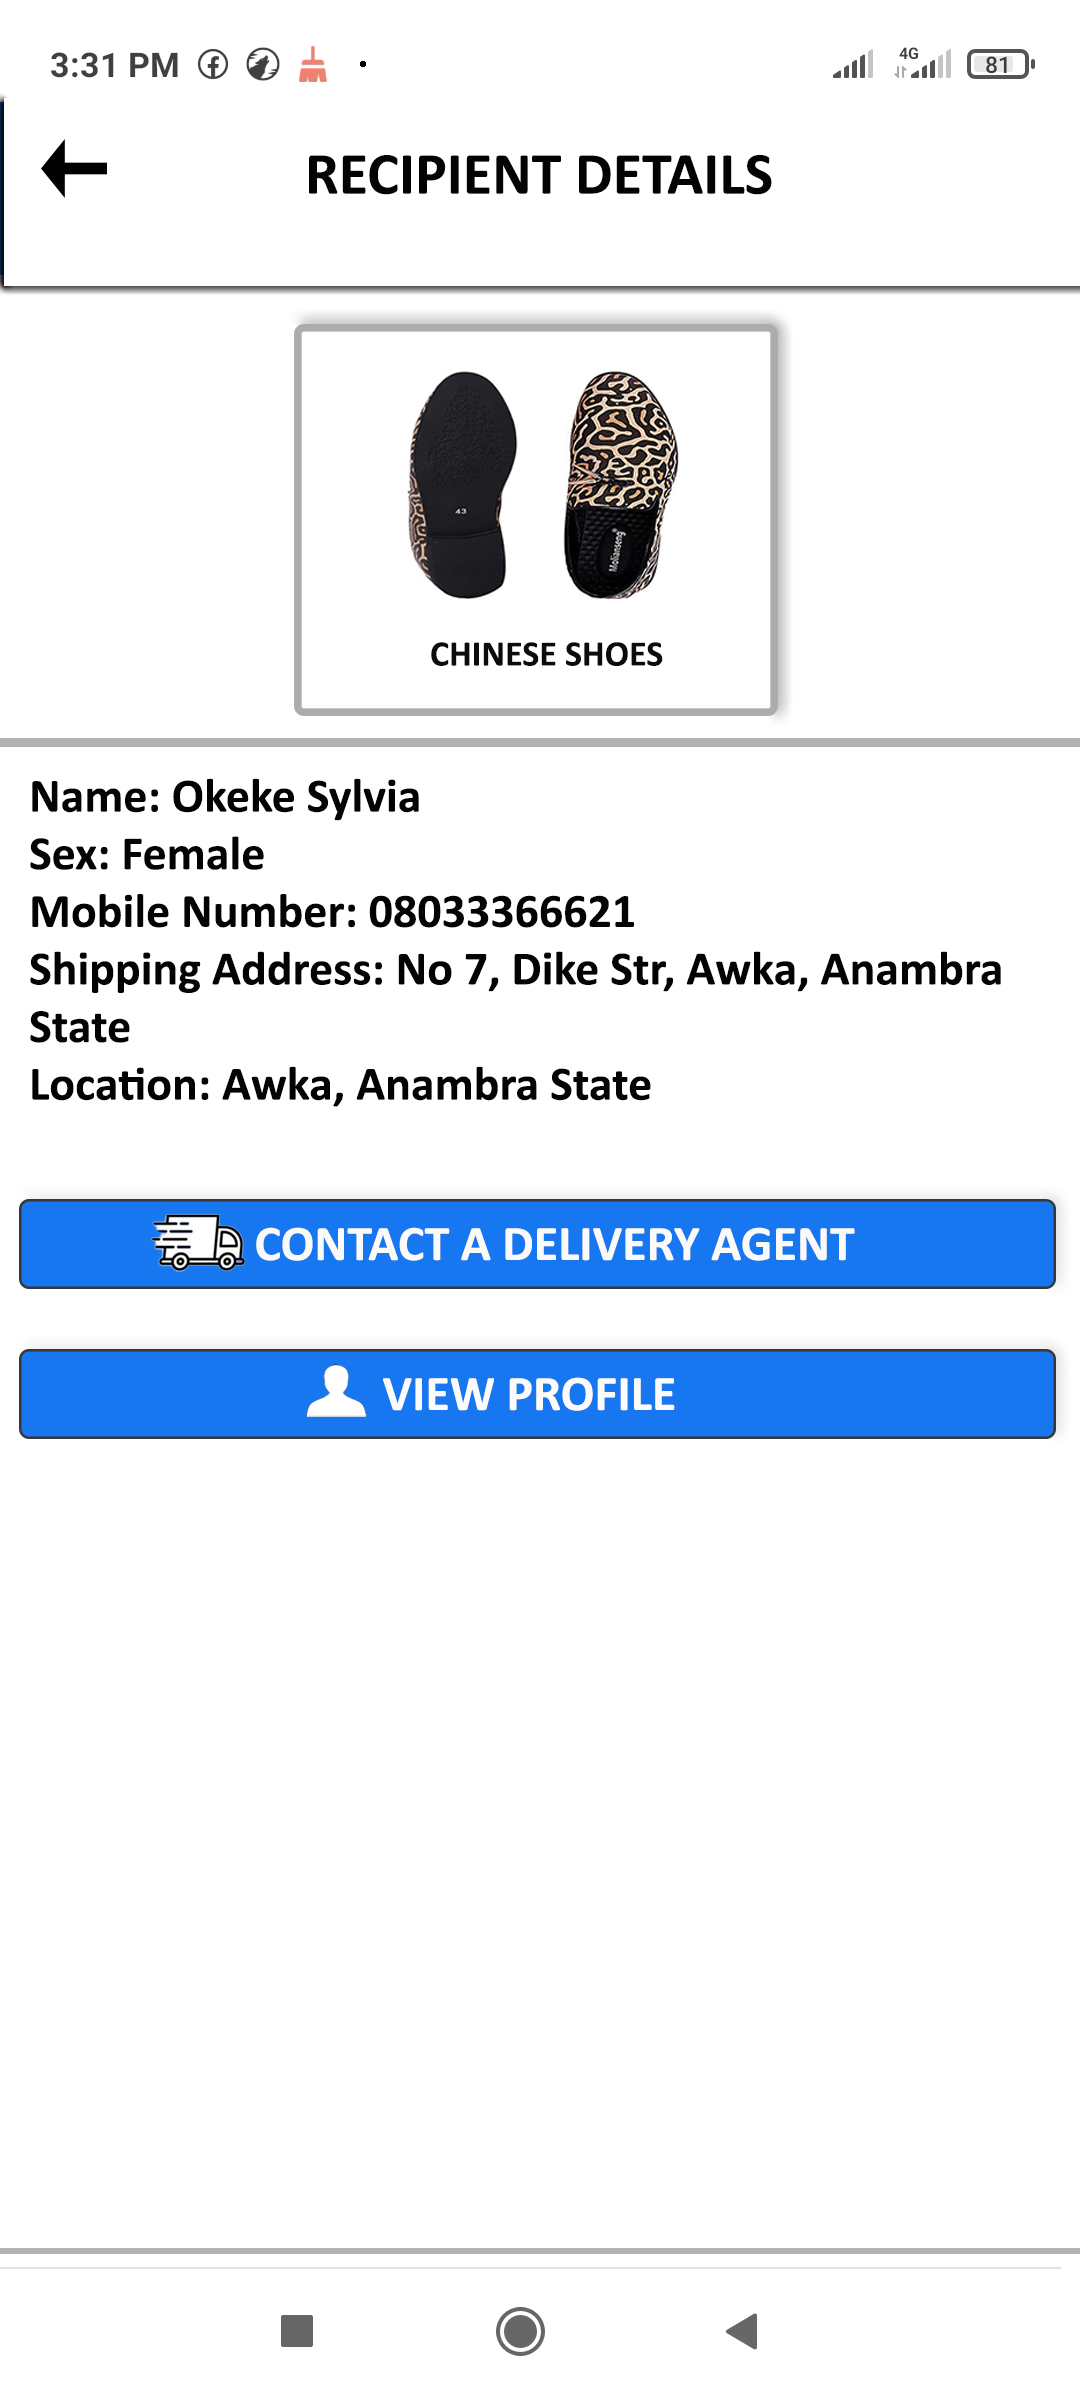 3:31 PM
4G
81
RECIPIENT DETAILS
43
Molianseng
CHINESE SHOES
Name: Okeke Sylvia
Sex: Female
Mobile Number: 08033366621
Shipping Address: No 7, Dike Str, Awka, Anambra
State
Location: Awka, Anambra State
CONTACT A DELIVERY AGENT
VIEW PROFILE